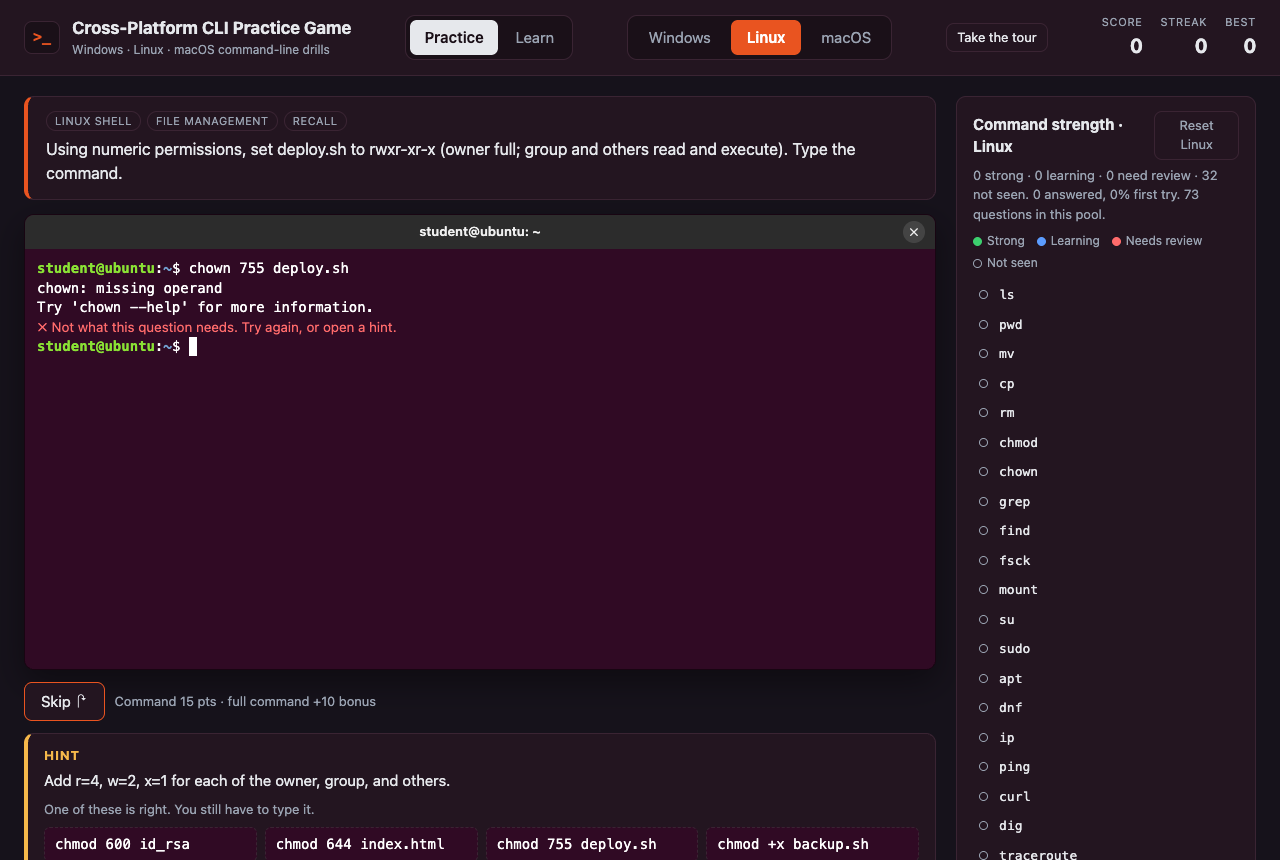 >_
Cross-Platform CLI Practice Game
Windows · Linux · macOS command-line drills
Practice
Learn
Windows
Linux
macOS
Take the tour
SCORE
STREAK
BEST
0
0
0
LINUX SHELL
FILE MANAGEMENT
RECALL
Using numeric permissions, set deploy.sh to rwxr-xr-x (owner full; group and others read and execute). Type the
command.
student@ubuntu: ~
✕
student@ubuntu:~$ chown 755 deploy.sh
chown: missing operand
Try 'chown --help' for more information.
✕ Not what this question needs. Try again, or open a hint.
student@ubuntu:~$
Skip
Command 15 pts · full command +10 bonus
HINT
Add r=4, w=2, x=1 for each of the owner, group, and others.
One of these is right. You still have to type it.
chmod 600 id_rsa
chmod 644 index.html
chmod 755 deploy.sh
chmod +x backup.sh
Command strength ·
Linux
Reset
Linux
0 strong · 0 learning · 0 need review · 32
not seen. 0 answered, 0% first try. 73
questions in this pool.
Strong
Learning
Needs review
Not seen
ls
pwd
mv
cp
rm
chmod
chown
grep
find
fsck
mount
su
sudo
apt
dnf
ip
ping
curl
dig
traceroute